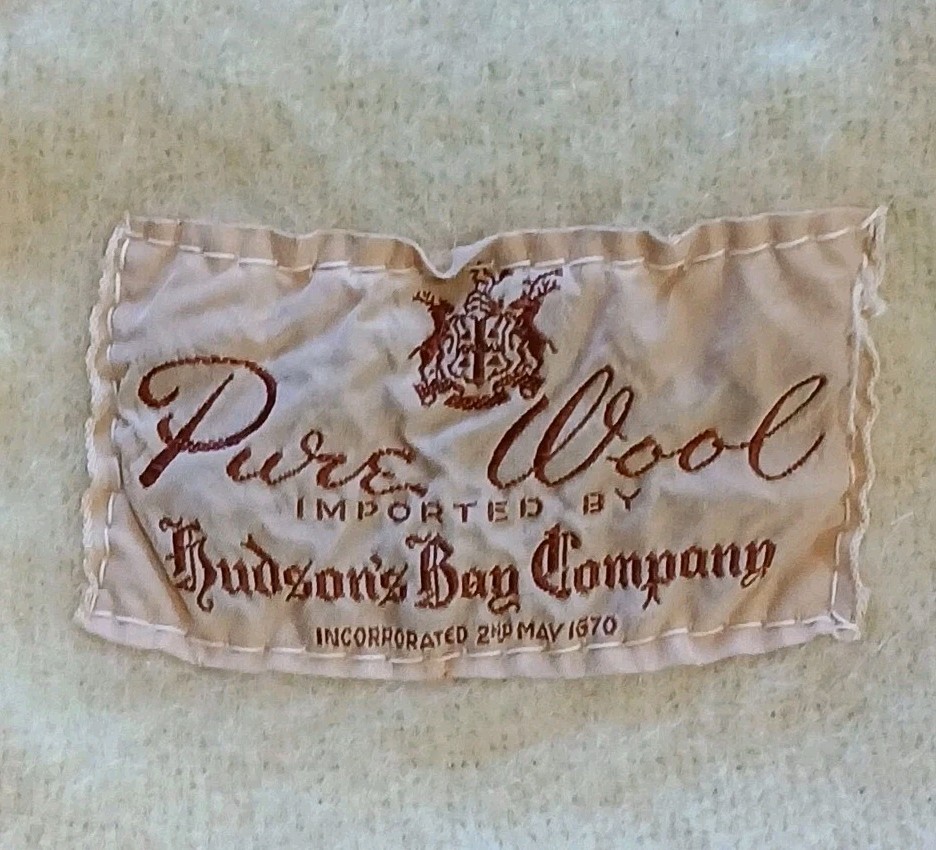 Pure Wool
IMPORTED BY
Hudson's Bay Company
INCORPORATED 2ND MAY 1670